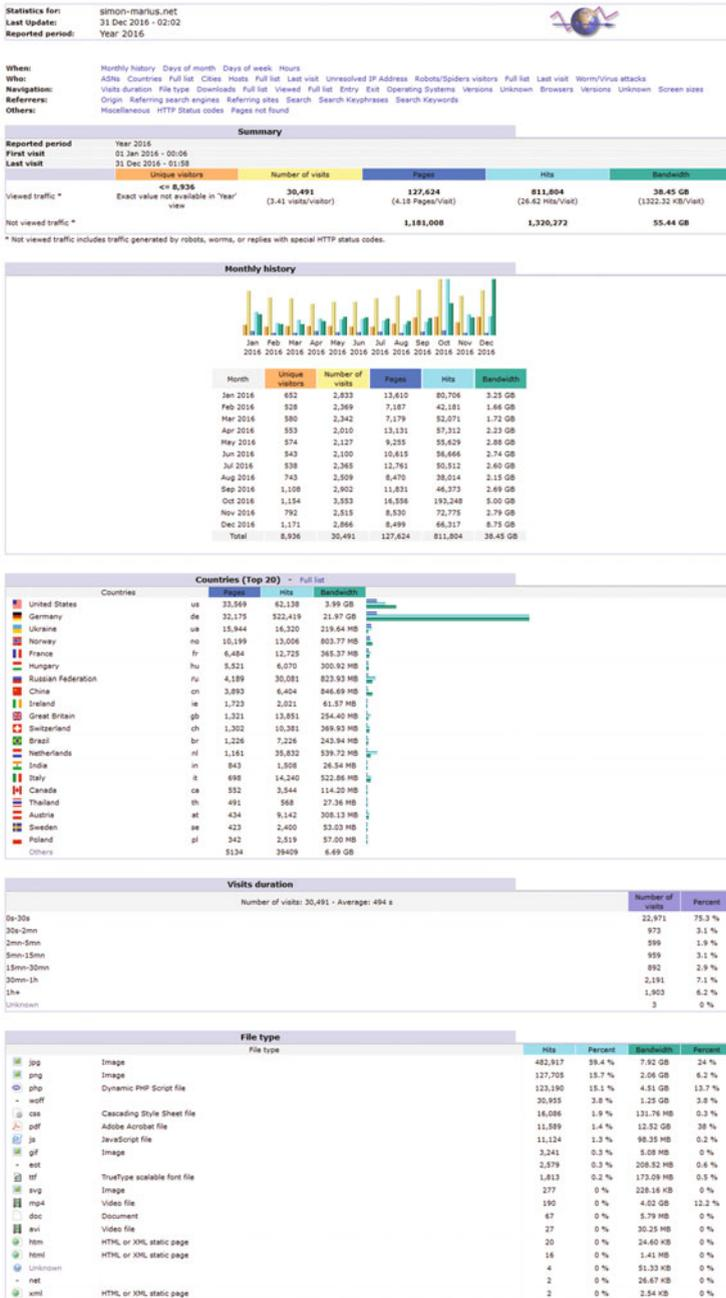 Statistics for: simon-marius.net
Last Update: 31 Dec 2016 - 02:02
Reported period: Year 2016
When: Monthly history Days of month Days of week Hours
Who: ASNs Countries Full list Cities Hosts Full list Last visit Unresolved IP Address Robots/Spiders visitors Full list Last visit Worm/Virus attacks
Navigation: Visits duration File type Downloads Full list Viewed Full list Entry Exit Operating Systems Versions Unknown Browsers Versions Unknown Screen sizes
Referrers: Origin Referring search engines Referring sites Search Search Keyphrases Search Keywords
Others: Miscellaneous HTTP Status codes Pages not found
Summary
Reported period Year 2016
First visit 01 Jan 2016 - 00:06
Last visit 31 Dec 2016 - 01:58
Unique visitors Number of visits Pages Hits Bandwidth
Viewed traffic * <= 8,936 Exact value not available in 'Year' view 30,491 (3.41 visits/visitor) 127,624 (4.18 Pages/Visit) 811,804 (26.62 Hits/Visit) 38.45 GB (1322.32 KB/Visit)
Not viewed traffic * 1,181,008 1,320,272 55.44 GB
* Not viewed traffic includes traffic generated by robots, worms, or replies with special HTTP status codes.
Monthly history
Jan Feb Mar Apr May Jun Jul Aug Sep Oct Nov Dec
2016 2016 2016 2016 2016 2016 2016 2016 2016 2016 2016 2016
Month Unique visitors Number of visits Pages Hits Bandwidth
Jan 2016 652 2,833 13,610 80,706 3.25 GB
Feb 2016 528 2,369 7,187 42,181 1.66 GB
Mar 2016 580 2,342 7,179 52,071 1.72 GB
Apr 2016 553 2,010 13,131 57,312 2.23 GB
May 2016 574 2,127 9,255 55,629 2.88 GB
Jun 2016 543 2,100 10,615 56,666 2.74 GB
Jul 2016 538 2,365 12,761 50,512 2.60 GB
Aug 2016 743 2,509 8,470 38,014 2.15 GB
Sep 2016 1,108 2,902 11,831 46,373 2.69 GB
Oct 2016 1,154 3,553 16,556 193,248 5.00 GB
Nov 2016 792 2,515 8,530 72,775 2.79 GB
Dec 2016 1,171 2,866 8,499 66,317 8.75 GB
Total 8,936 30,491 127,624 811,804 38.45 GB
Countries (Top 20) - Full list
Countries Pages Hits Bandwidth
United States us 33,569 62,138 3.99 GB
Germany de 32,175 522,419 21.97 GB
Ukraine ua 15,944 16,320 219.64 MB
Norway no 10,199 13,006 803.77 MB
France fr 6,484 12,725 365.37 MB
Hungary hu 5,521 6,070 300.92 MB
Russian Federation ru 4,189 30,081 823.93 MB
China cn 3,893 6,404 846.69 MB
Ireland ie 1,723 2,021 61.57 MB
Great Britain gb 1,321 13,851 254.40 MB
Switzerland ch 1,302 10,381 369.93 MB
Brazil br 1,226 7,226 243.94 MB
Netherlands nl 1,161 35,832 539.72 MB
India in 843 1,508 26.54 MB
Italy it 698 14,240 522.86 MB
Canada ca 552 3,544 114.20 MB
Thailand th 491 568 27.36 MB
Austria at 434 9,142 308.13 MB
Sweden se 423 2,400 53.03 MB
Poland pl 342 2,519 57.00 MB
Others 5134 39409 6.69 GB
Visits duration
Number of visits: 30,491 - Average: 494 s Number of visits Percent
0s-30s 22,971 75.3 %
30s-2mn 973 3.1 %
2mn-5mn 599 1.9 %
5mn-15mn 959 3.1 %
15mn-30mn 892 2.9 %
30mn-1h 2,191 7.1 %
1h+ 1,903 6.2 %
Unknown 3 0 %
File type
File type Hits Percent Bandwidth Percent
jpg Image 482,917 59.4 % 7.92 GB 24 %
png Image 127,705 15.7 % 2.06 GB 6.2 %
php Dynamic PHP Script file 123,190 15.1 % 4.51 GB 13.7 %
- woff 30,955 3.8 % 1.25 GB 3.8 %
css Cascading Style Sheet file 16,086 1.9 % 131.76 MB 0.3 %
pdf Adobe Acrobat file 11,589 1.4 % 12.52 GB 38 %
js JavaScript file 11,124 1.3 % 98.35 MB 0.2 %
gif Image 3,241 0.3 % 5.08 MB 0 %
- eot 2,579 0.3 % 208.52 MB 0.6 %
ttf TrueType scalable font file 1,813 0.2 % 173.09 MB 0.5 %
svg Image 277 0 % 228.16 KB 0 %
mp4 Video file 190 0 % 4.02 GB 12.2 %
doc Document 67 0 % 5.79 MB 0 %
avi Video file 27 0 % 30.25 MB 0 %
htm HTML or XML static page 20 0 % 24.60 KB 0 %
html HTML or XML static page 16 0 % 1.41 MB 0 %
Unknown 4 0 % 51.33 KB 0 %
- net 2 0 % 26.67 KB 0 %
xml HTML or XML static page 2 0 % 2.54 KB 0 %